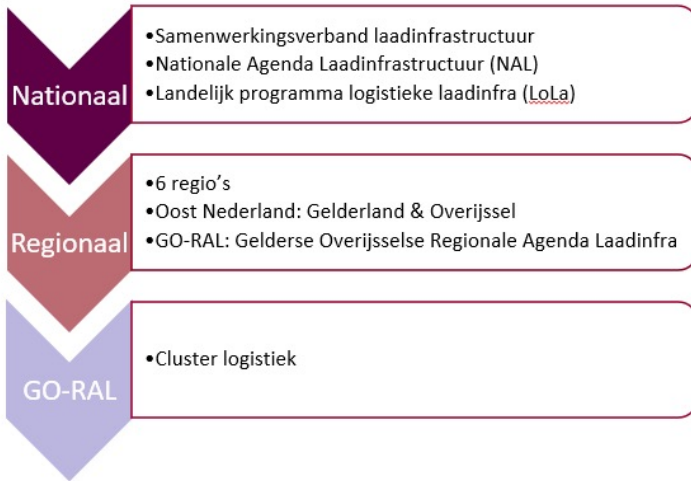 Nationaal
•Samenwerkingsverband laadinfrastructuur
•Nationale Agenda Laadinfrastructuur (NAL)
•Landelijk programma logistieke laadinfra (LoLa)
Regionaal
•6 regio’s
•Oost Nederland: Gelderland & Overijssel
•GO-RAL: Gelderse Overijsselse Regionale Agenda Laadinfra
GO-RAL
•Cluster logistiek